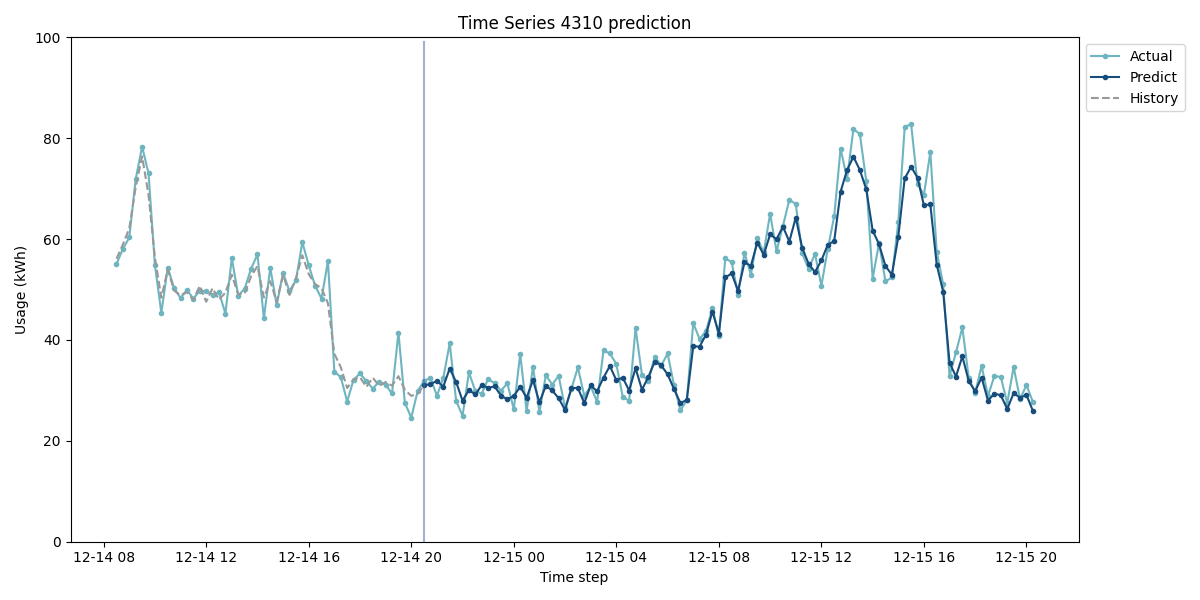 Time Series 4310 prediction
Usage (kWh)
100
80
60
40
20
0
12-14 08
12-14 12
12-14 16
12-14 20
12-15 00
12-15 04
12-15 08
12-15 12
12-15 16
12-15 20
Time step
Actual
Predict
History